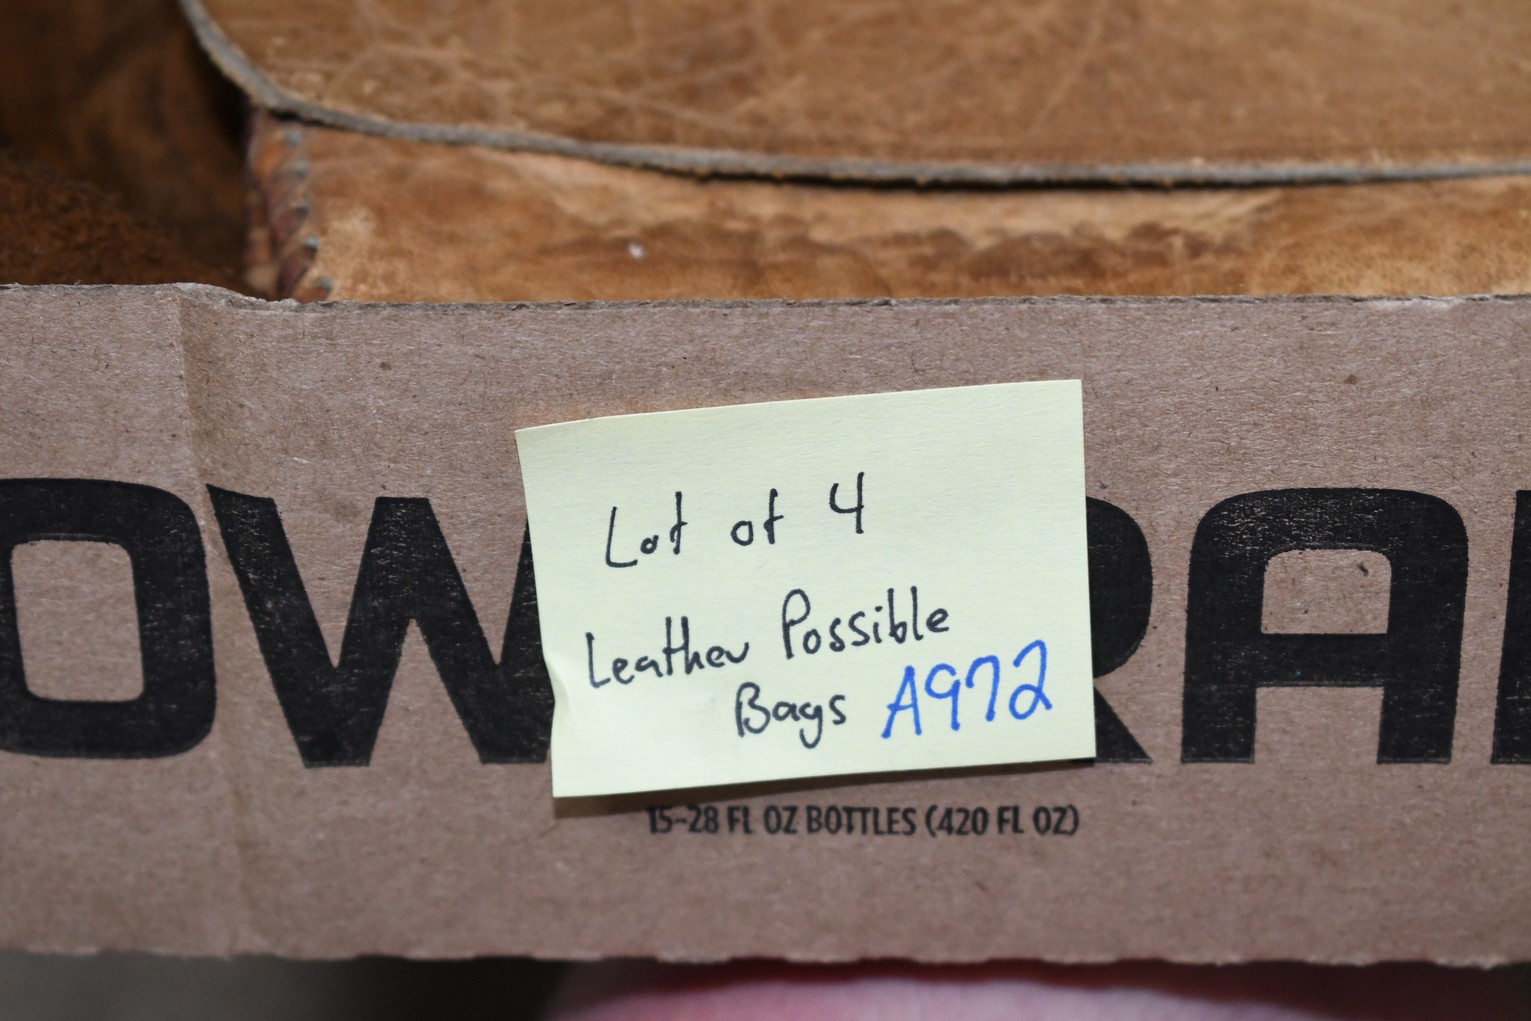 Lot of 4
Leather Possible
Bags A972
OW RA
15-28 FL OZ BOTTLES (420 FL OZ)